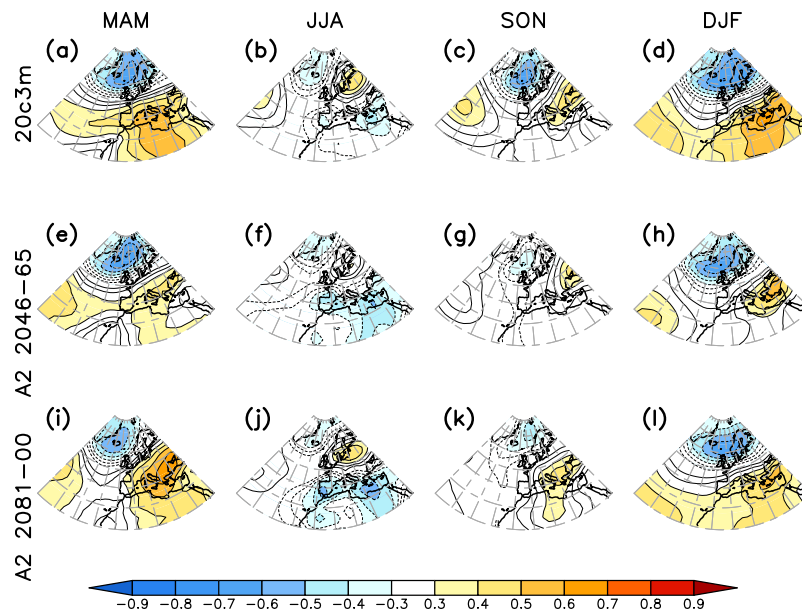 MAM JJA SON DJF
20c3m
(a) (b) (c) (d)
A2 2046-65
(e) (f) (g) (h)
A2 2081-00
(i) (j) (k) (l)
-0.9 -0.8 -0.7 -0.6 -0.5 -0.4 -0.3 0.3 0.4 0.5 0.6 0.7 0.8 0.9